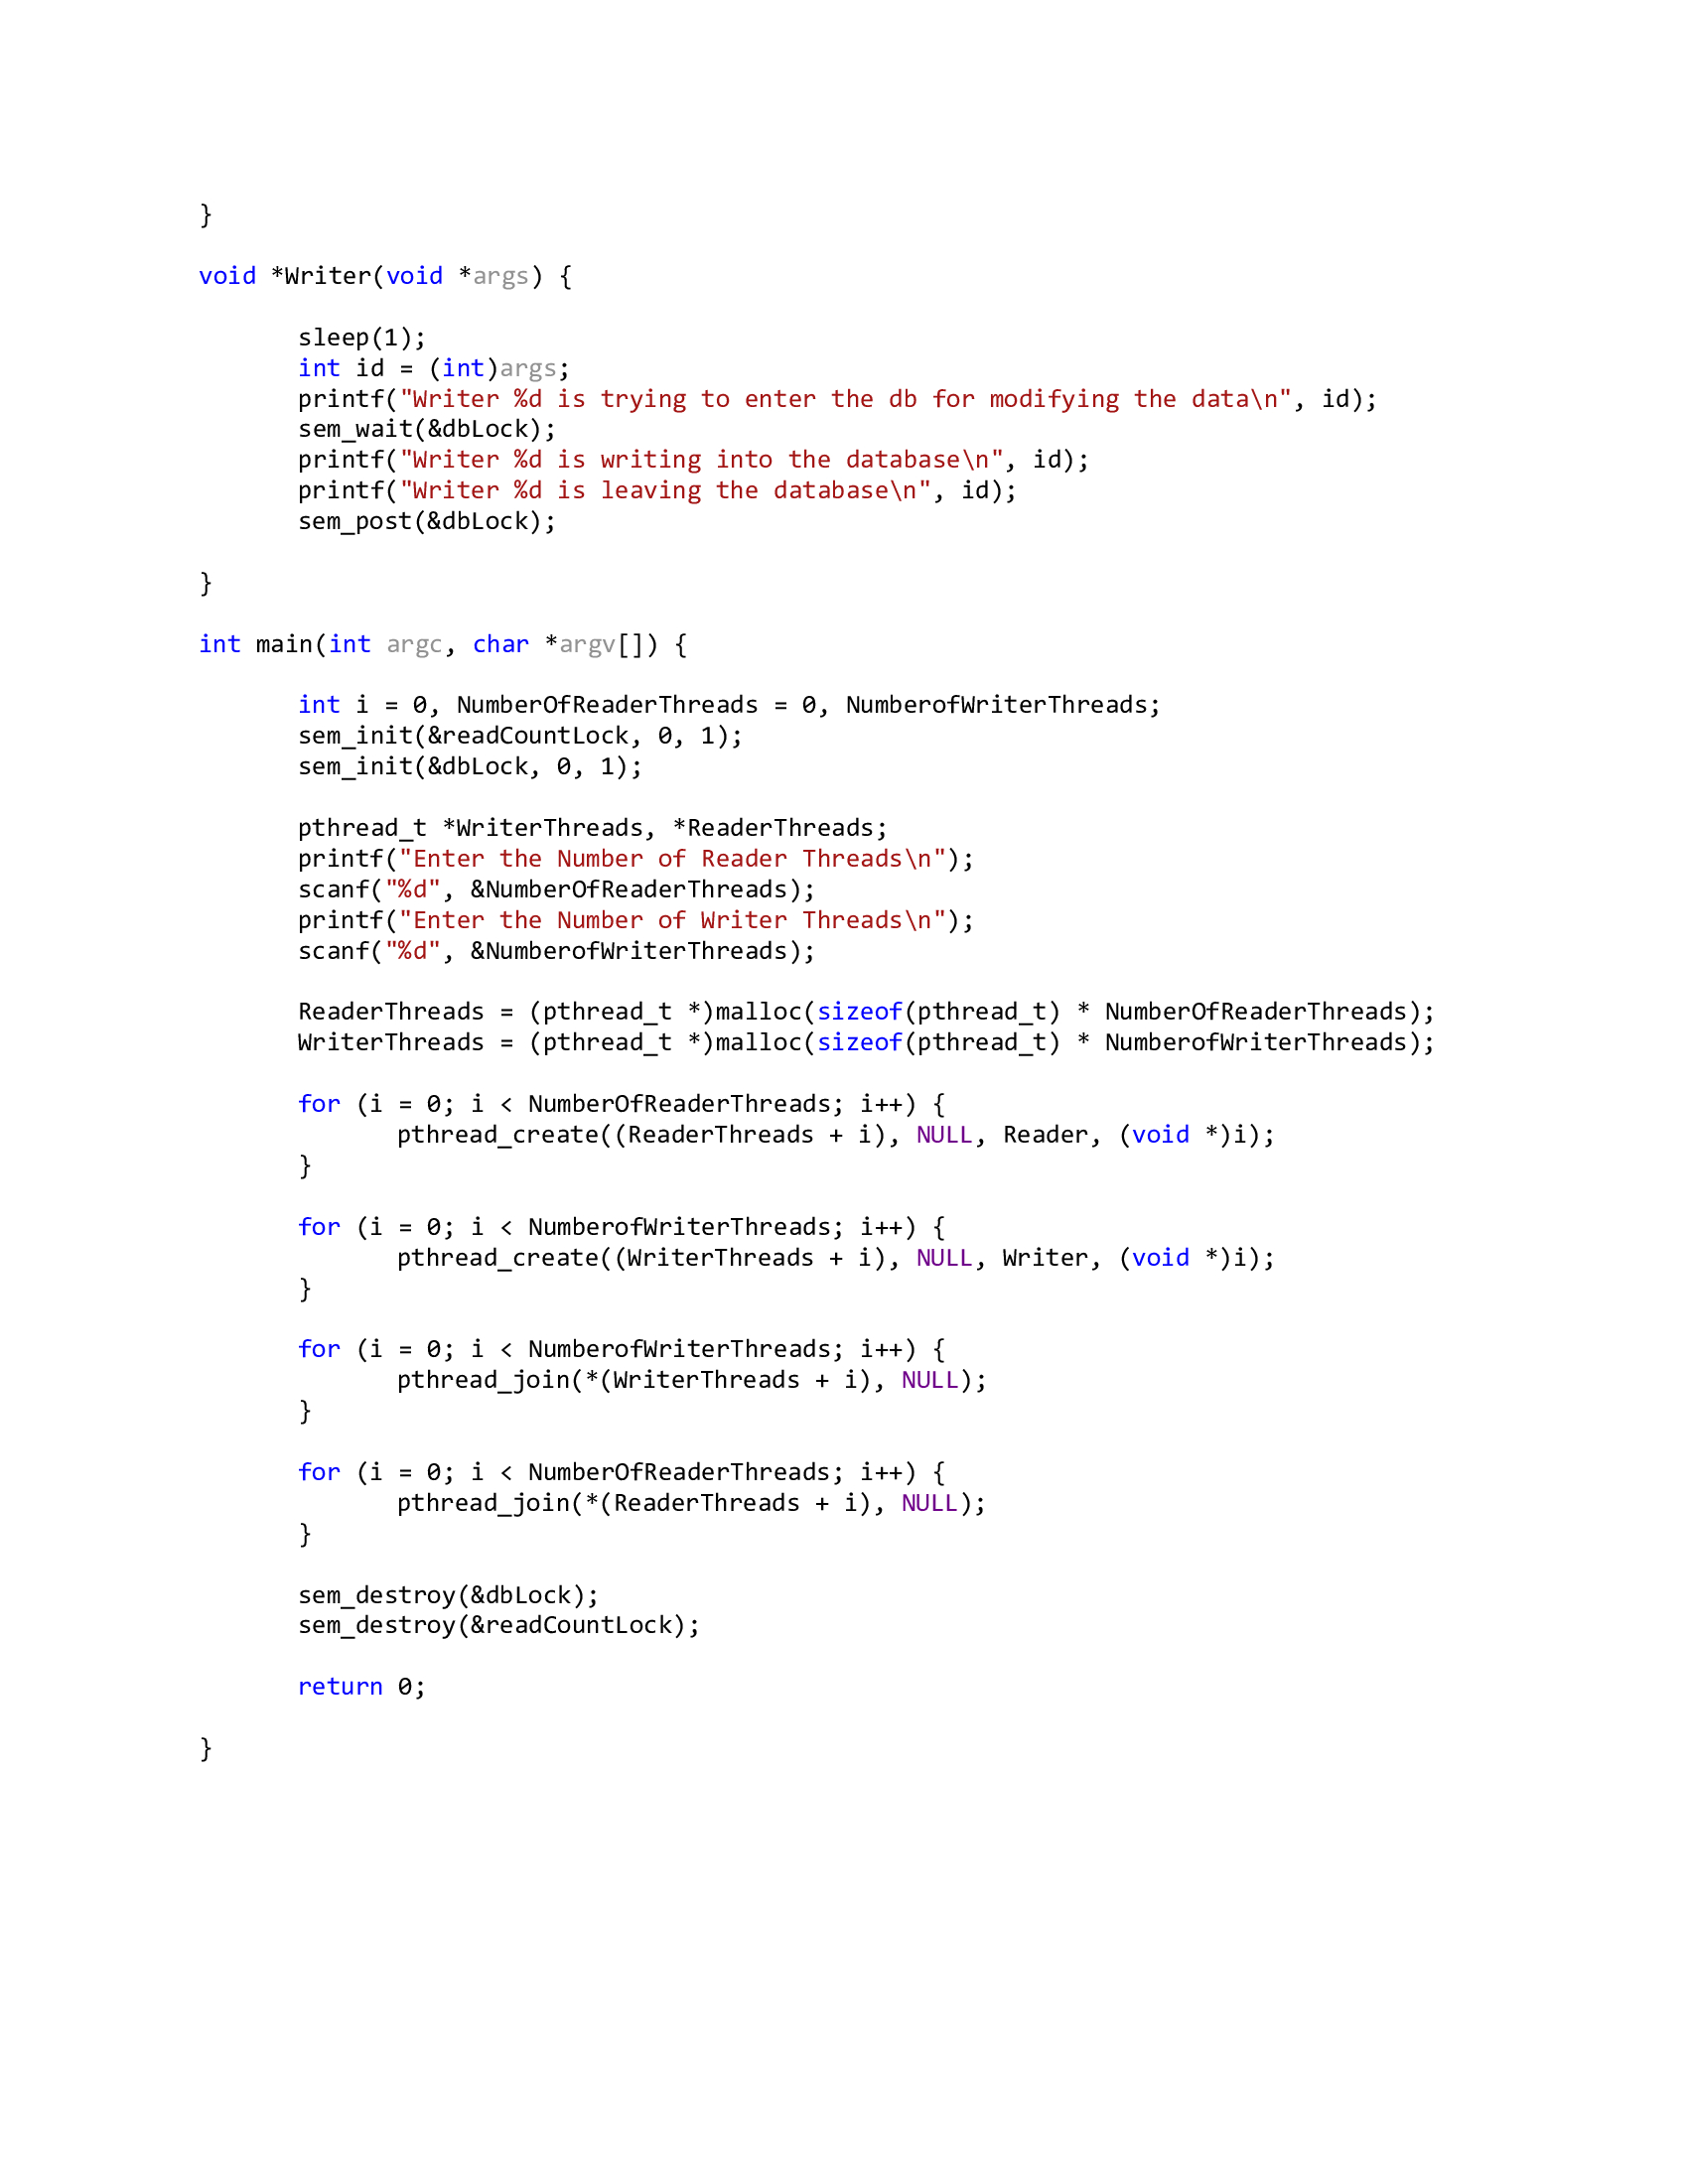 }
void *Writer(void *args) {
sleep(1);
int id = (int)args;
printf("Writer %d is trying to enter the db for modifying the data\n", id);
sem_wait(&dbLock);
printf("Writer %d is writing into the database\n", id);
printf("Writer %d is leaving the database\n", id);
sem_post(&dbLock);
}
int main(int argc, char *argv[]) {
int i = 0, NumberOfReaderThreads = 0, NumberofWriterThreads;
sem_init(&readCountLock, 0, 1);
sem_init(&dbLock, 0, 1);
pthread_t *WriterThreads, *ReaderThreads;
printf("Enter the Number of Reader Threads\n");
scanf("%d", &NumberOfReaderThreads);
printf("Enter the Number of Writer Threads\n");
scanf("%d", &NumberofWriterThreads);
ReaderThreads = (pthread_t *)malloc(sizeof(pthread_t) * NumberOfReaderThreads);
WriterThreads = (pthread_t *)malloc(sizeof(pthread_t) * NumberofWriterThreads);
for (i = 0; i < NumberOfReaderThreads; i++) {
pthread_create((ReaderThreads + i), NULL, Reader, (void *)i);
}
for (i = 0; i < NumberofWriterThreads; i++) {
pthread_create((WriterThreads + i), NULL, Writer, (void *)i);
}
for (i = 0; i < NumberofWriterThreads; i++) {
pthread_join(*(WriterThreads + i), NULL);
}
for (i = 0; i < NumberOfReaderThreads; i++) {
pthread_join(*(ReaderThreads + i), NULL);
}
sem_destroy(&dbLock);
sem_destroy(&readCountLock);
return 0;
}